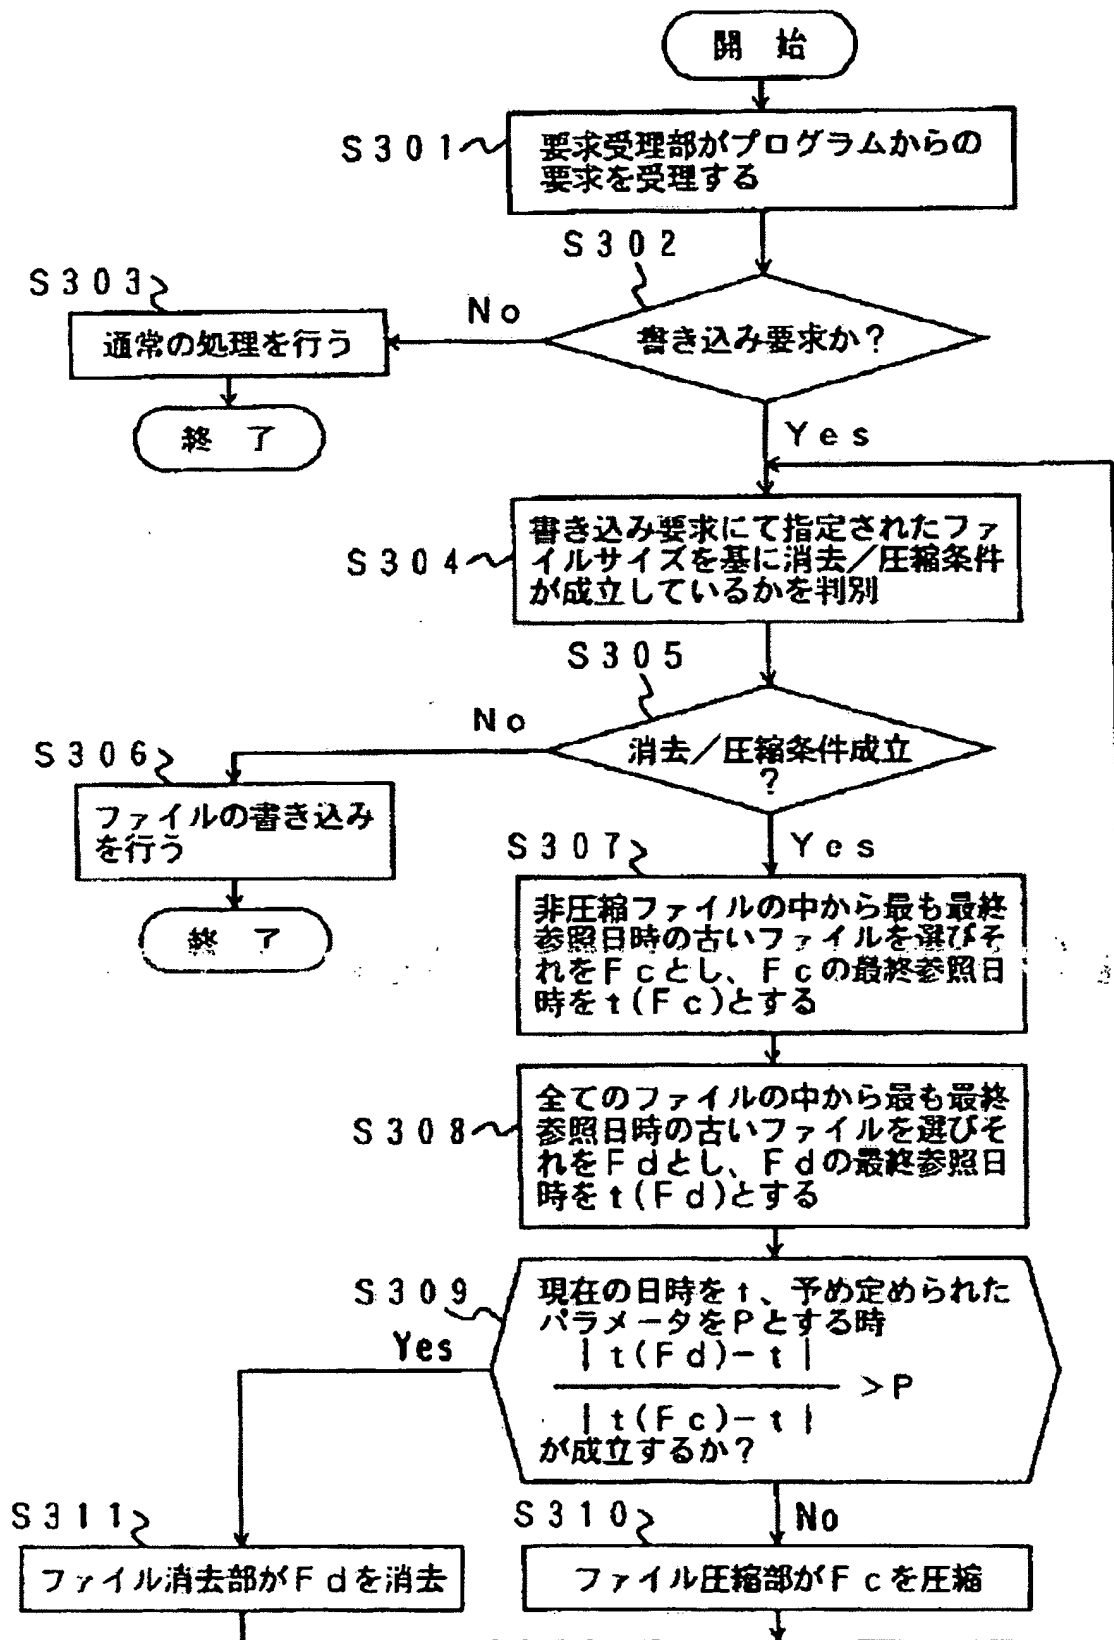 開 始
S301
要求受理部がプログラムからの
要求を受理する
S302
書き込み要求か?
No
S303
通常の処理を行う
終 了
Yes
S304
書き込み要求にて指定されたファ
イルサイズを基に消去/圧縮条件
が成立しているかを判別
S305
消去/圧縮条件成立
?
No
S306
ファイルの書き込み
を行う
終 了
Yes
S307
非圧縮ファイルの中から最も最終
参照日時の古いファイルを選びそ
れをFcとし、Fcの最終参照日
時をt(Fc)とする
S308
全てのファイルの中から最も最終
参照日時の古いファイルを選びそ
れをFdとし、Fdの最終参照日
時をt(Fd)とする
S309
現在の日時をt、予め定められた
パラメータをPとする時
|t(Fd)-t|
>P
|t(Fc)-t|
が成立するか?
Yes
No
S311
ファイル消去部がFdを消去
S310
ファイル圧縮部がFcを圧縮